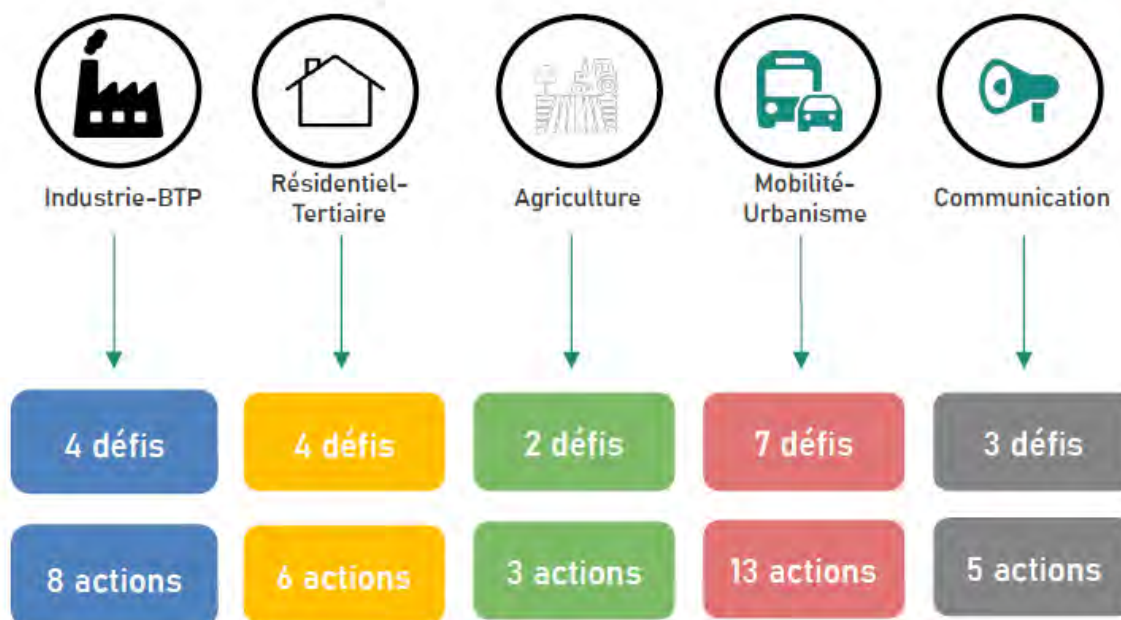 Industrie-BTP
Résidentiel-
Tertiaire
Agriculture
Mobilité-
Urbanisme
Communication
4 défis
4 défis
2 défis
7 défis
3 défis
8 actions
6 actions
3 actions
13 actions
5 actions